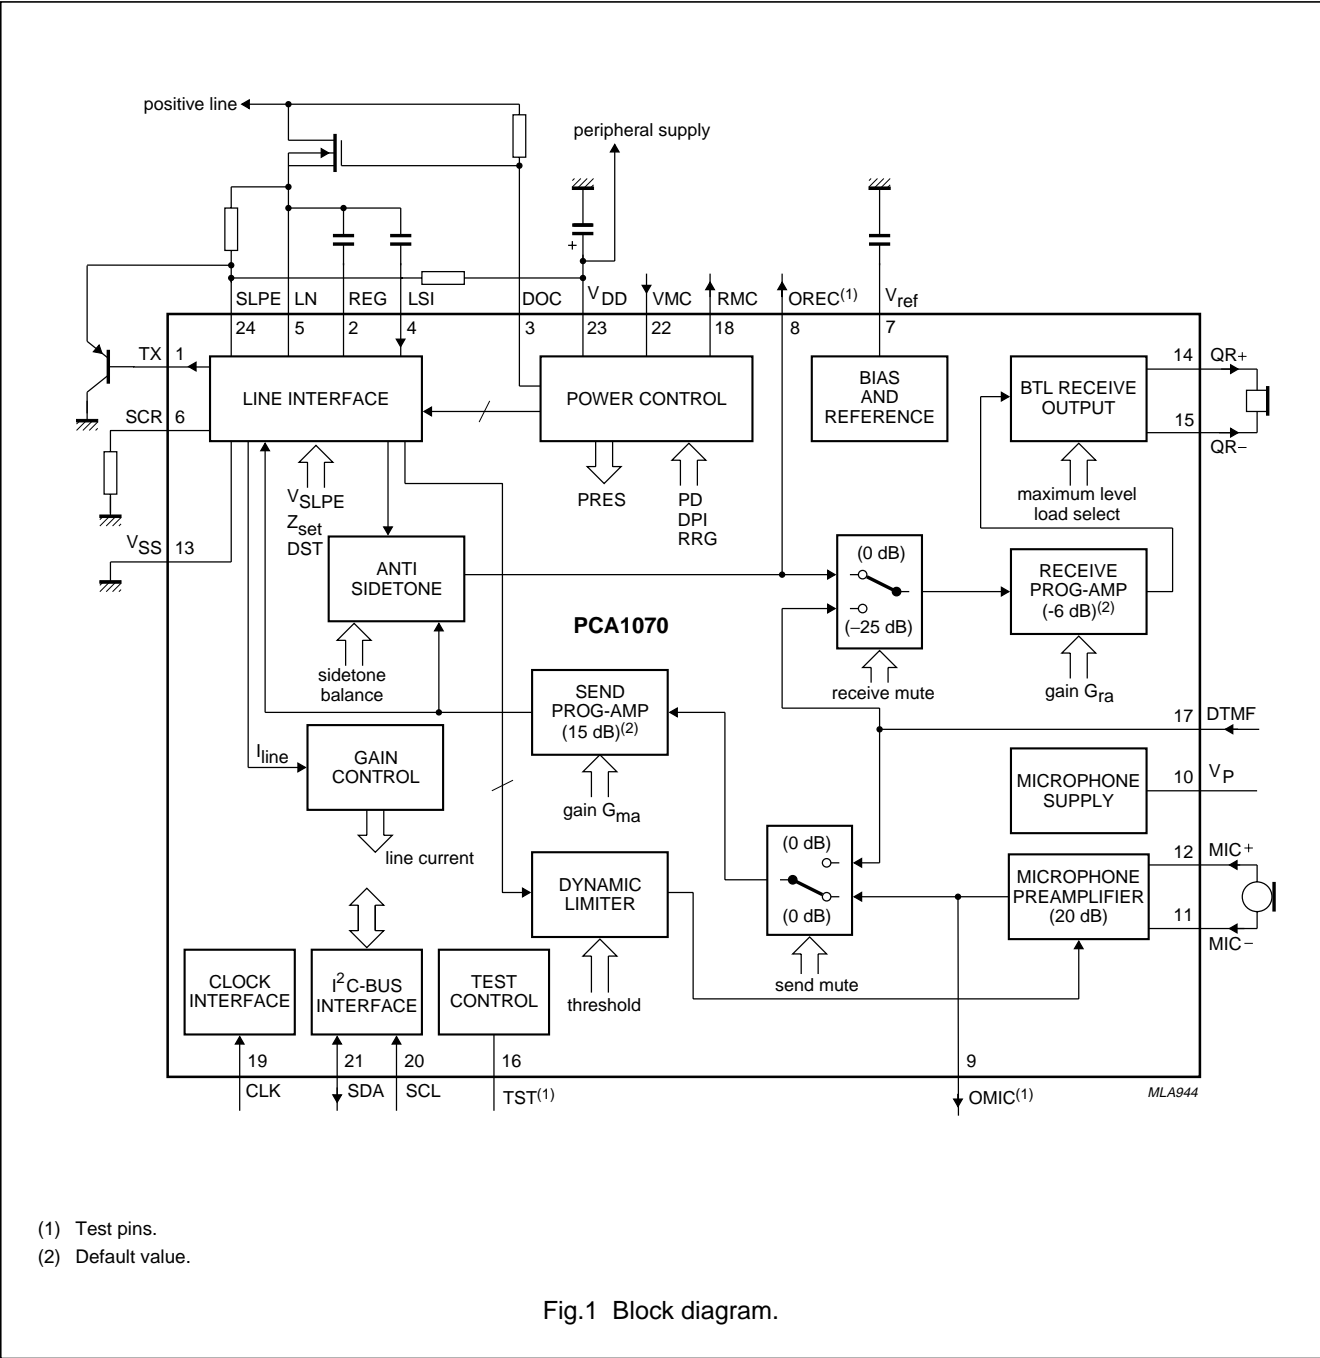 positive line
peripheral supply
SLPE LN REG LSI DOC VDD VMC RMC OREC(1) Vref
24 5 2 4 3 23 22 18 8 7
TX 1
SCR 6
VSS 13
LINE INTERFACE
POWER CONTROL
BIAS
AND
REFERENCE
BTL RECEIVE
OUTPUT
14 QR+
15
QR−
VSLPE
Zset
DST
PRES
PD
DPI
RRG
maximum level
load select
ANTI
SIDETONE
(0 dB)
(−25 dB)
RECEIVE
PROG-AMP
(-6 dB)(2)
PCA1070
sidetone
balance
receive mute
gain Gra
SEND
PROG-AMP
(15 dB)(2)
17 DTMF
Iline
GAIN
CONTROL
gain Gma
MICROPHONE
SUPPLY
10 VP
line current
(0 dB)
(0 dB)
DYNAMIC
LIMITER
MICROPHONE
PREAMPLIFIER
(20 dB)
12 MIC+
11
MIC−
send mute
threshold
CLOCK
INTERFACE
I2C-BUS
INTERFACE
TEST
CONTROL
19 21 20 16 9
CLK SDA SCL TST(1) OMIC(1)
MLA944
(1) Test pins.
(2) Default value.
Fig.1 Block diagram.